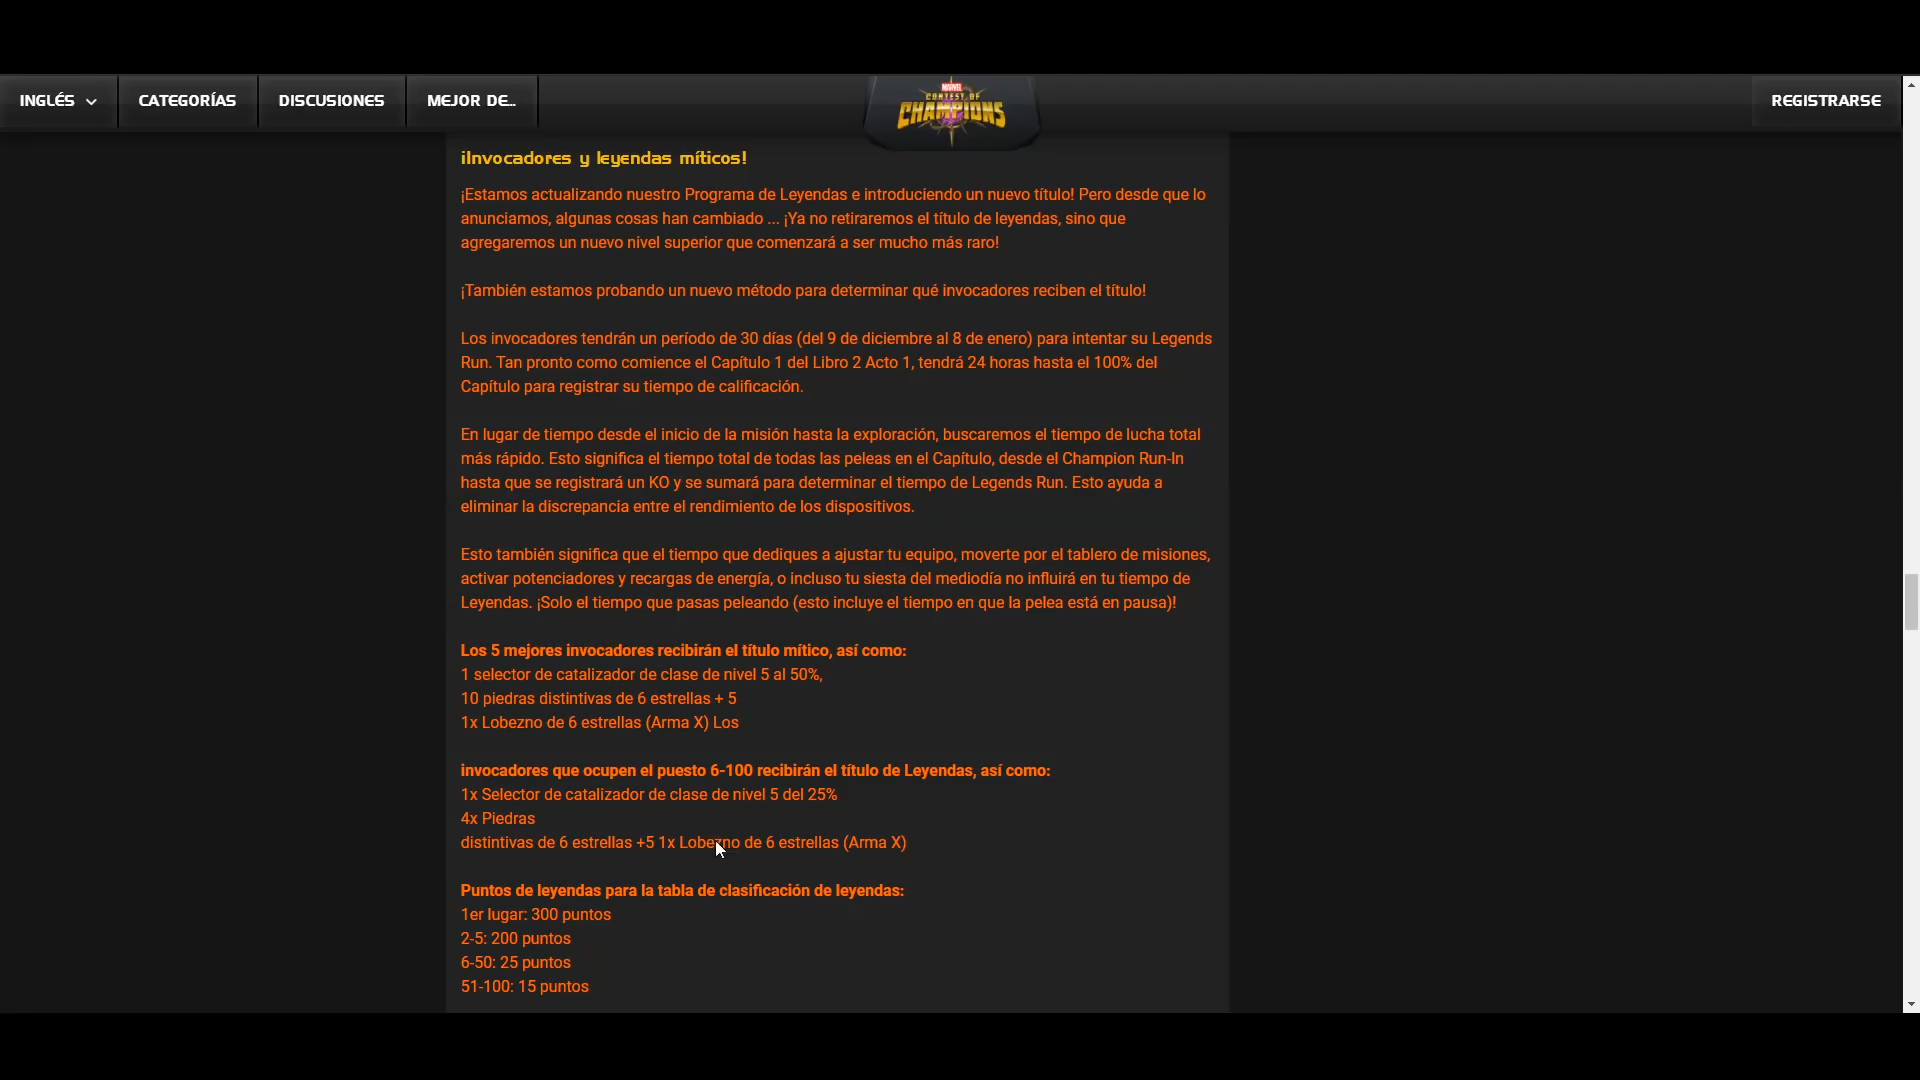 INGLÉS
CATEGORÍAS
DISCUSIONES
MEJOR DE...
MARVEL
CONTEST OF
CHAMPIONS
REGISTRARSE
¡Invocadores y leyendas míticos!
¡Estamos actualizando nuestro Programa de Leyendas e introduciendo un nuevo título! Pero desde que lo
anunciamos, algunas cosas han cambiado ... ¡Ya no retiraremos el título de leyendas, sino que
agregaremos un nuevo nivel superior que comenzará a ser mucho más raro!
¡También estamos probando un nuevo método para determinar qué invocadores reciben el título!
Los invocadores tendrán un período de 30 días (del 9 de diciembre al 8 de enero) para intentar su Legends
Run. Tan pronto como comience el Capítulo 1 del Libro 2 Acto 1, tendrá 24 horas hasta el 100% del
Capítulo para registrar su tiempo de calificación.
En lugar de tiempo desde el inicio de la misión hasta la exploración, buscaremos el tiempo de lucha total
más rápido. Esto significa el tiempo total de todas las peleas en el Capítulo, desde el Champion Run-In
hasta que se registrará un KO y se sumará para determinar el tiempo de Legends Run. Esto ayuda a
eliminar la discrepancia entre el rendimiento de los dispositivos.
Esto también significa que el tiempo que dediques a ajustar tu equipo, moverte por el tablero de misiones,
activar potenciadores y recargas de energía, o incluso tu siesta del mediodía no influirá en tu tiempo de
Leyendas. ¡Solo el tiempo que pasas peleando (esto incluye el tiempo en que la pelea está en pausa)!
Los 5 mejores invocadores recibirán el título mítico, así como:
1 selector de catalizador de clase de nivel 5 al 50%,
10 piedras distintivas de 6 estrellas + 5
1x Lobezno de 6 estrellas (Arma X) Los
invocadores que ocupen el puesto 6-100 recibirán el título de Leyendas, así como:
1x Selector de catalizador de clase de nivel 5 del 25%
4x Piedras
distintivas de 6 estrellas +5 1x Lobezno de 6 estrellas (Arma X)
Puntos de leyendas para la tabla de clasificación de leyendas:
1er lugar: 300 puntos
2-5: 200 puntos
6-50: 25 puntos
51-100: 15 puntos